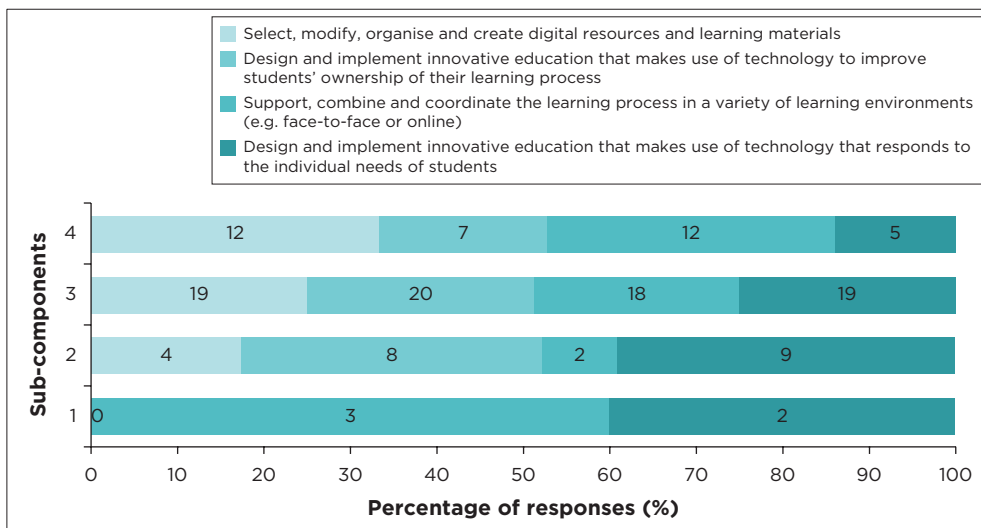 Select, modify, organise and create digital resources and learning materials
Design and implement innovative education that makes use of technology to improve
students’ ownership of their learning process
Support, combine and coordinate the learning process in a variety of learning environments
(e.g. face-to-face or online)
Design and implement innovative education that makes use of technology that responds to
the individual needs of students
Sub-components
4 12 7 12 5
3 19 20 18 19
2 4 8 2 9
1 0 3 2
0 10 20 30 40 50 60 70 80 90 100
Percentage of responses (%)